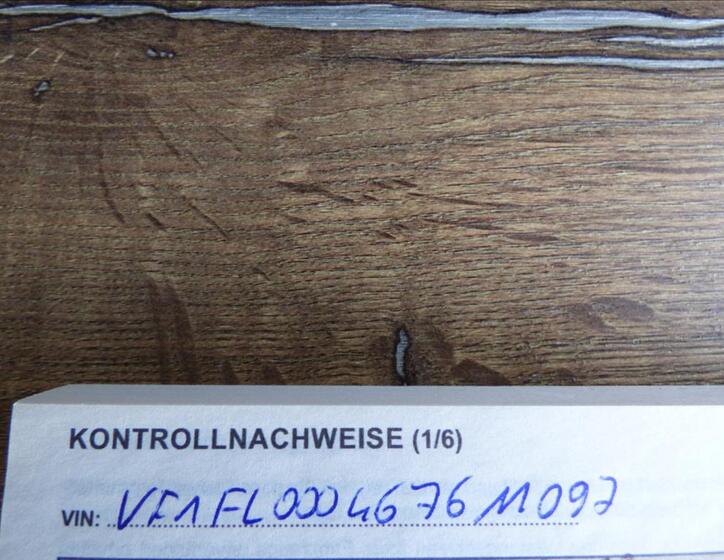 KONTROLLNACHWEISE (1/6)
VIN: VF1FL000467611097